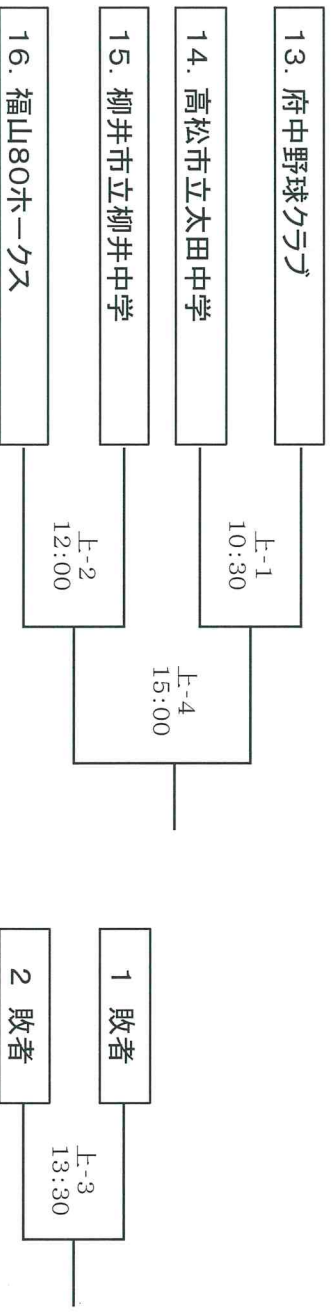 13. 府中野球クラブ
14. 高松市立太田中学
15. 柳井市立柳井中学
16. 福山80ホークス
上-1
10:30
上-2
12:00
上-4
15:00
1 敗者
2 敗者
上-3
13:30